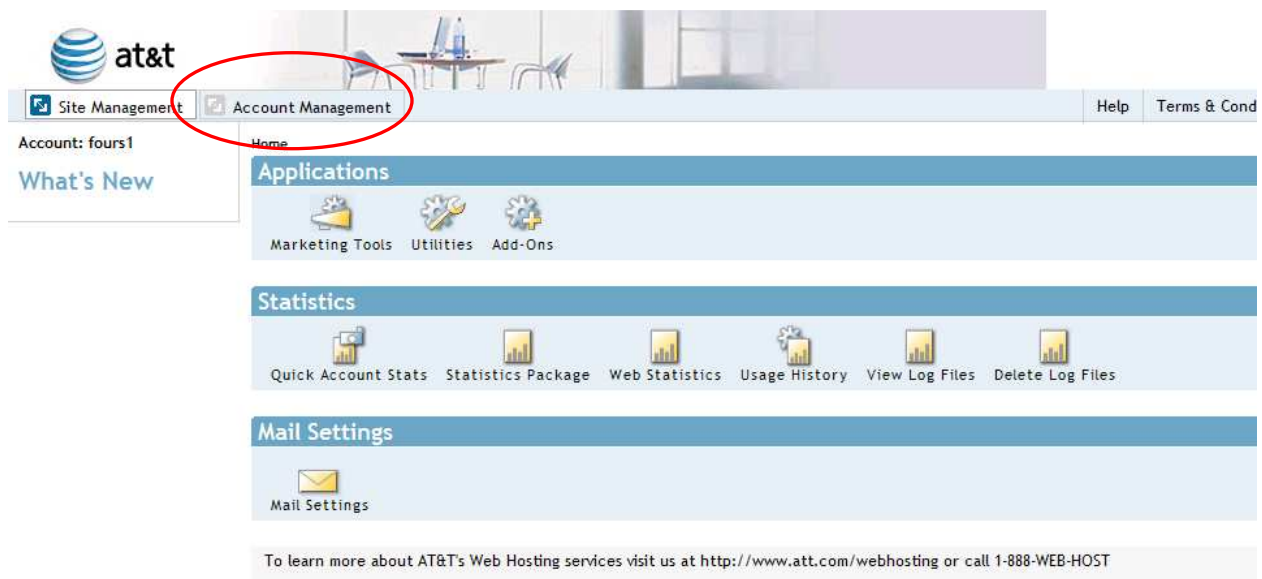 at&t
Site Management Account Management Help Terms & Cond
Account: fours1
What's New
Home
Applications
Marketing Tools Utilities Add-Ons
Statistics
Quick Account Stats Statistics Package Web Statistics Usage History View Log Files Delete Log Files
Mail Settings
Mail Settings
To learn more about AT&T's Web Hosting services visit us at http://www.att.com/webhosting or call 1-888-WEB-HOST